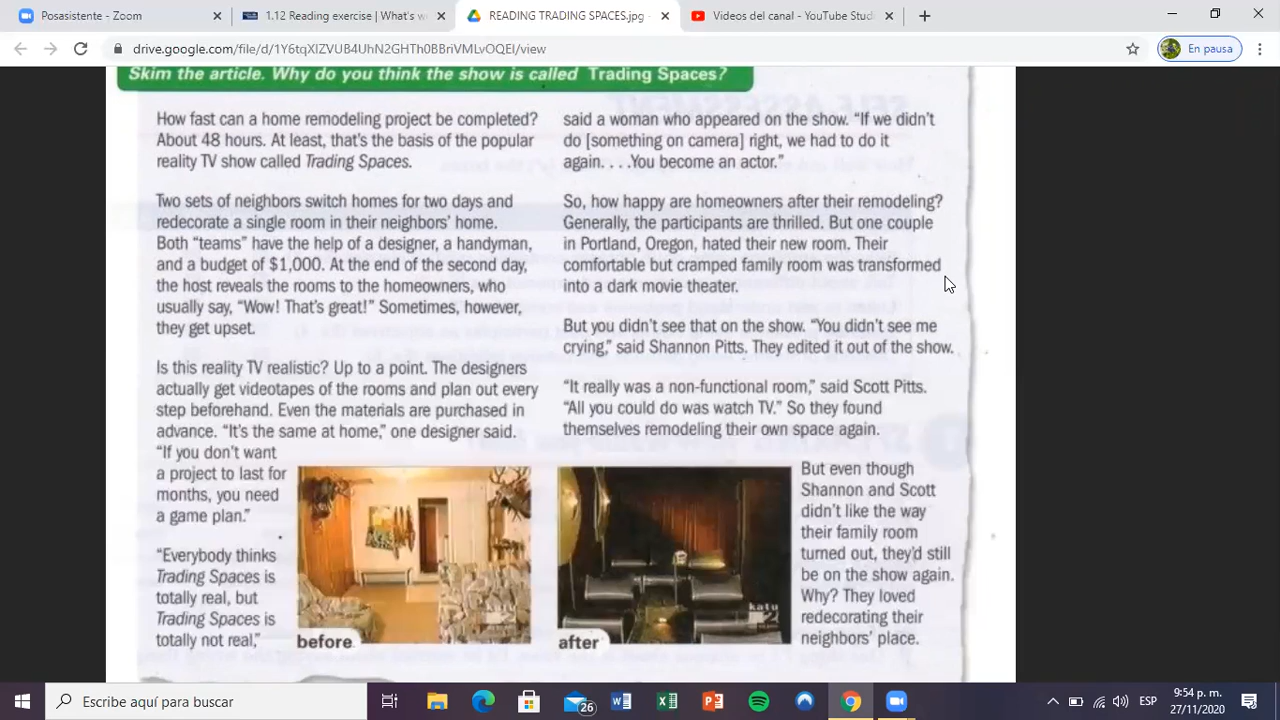 Posasistente - Zoom
1.12 Reading exercise | What's w
READING TRADING SPACES.jpg -
Videos del canal - YouTube Stud
drive.google.com/file/d/1Y6tqXIZVUB4UhN2GHTh0BBriVMLvOQEI/view
En pausa
Skim the article. Why do you think the show is called Trading Spaces?
How fast can a home remodeling project be completed?
About 48 hours. At least, that's the basis of the popular
reality TV show called Trading Spaces.
Two sets of neighbors switch homes for two days and
redecorate a single room in their neighbors' home.
Both “teams” have the help of a designer, a handyman,
and a budget of $1,000. At the end of the second day,
the host reveals the rooms to the homeowners, who
usually say, “Wow! That's great!” Sometimes, however,
they get upset.
Is this reality TV realistic? Up to a point. The designers
actually get videotapes of the rooms and plan out every
step beforehand. Even the materials are purchased in
advance. “It's the same at home,” one designer said.
“If you don't want
a project to last for
months, you need
a game plan.”
“Everybody thinks
Trading Spaces is
totally real, but
Trading Spaces is
totally not real,”
before
said a woman who appeared on the show. “If we didn't
do [something on camera] right, we had to do it
again. . . .You become an actor.”
So, how happy are homeowners after their remodeling?
Generally, the participants are thrilled. But one couple
in Portland, Oregon, hated their new room. Their
comfortable but cramped family room was transformed
into a dark movie theater.
But you didn't see that on the show. “You didn't see me
crying,” said Shannon Pitts. They edited it out of the show.
“It really was a non-functional room,” said Scott Pitts.
“All you could do was watch TV.” So they found
themselves remodeling their own space again.
katu
2
after
But even though
Shannon and Scott
didn't like the way
their family room
turned out, they'd still
be on the show again.
Why? They loved
redecorating their
neighbors' place.
Escribe aquí para buscar
26
ESP
9:54 p. m.
27/11/2020